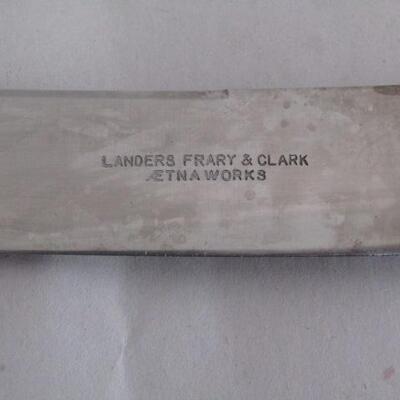 LANDERS FRARY & CLARK
ÆTNA WORKS